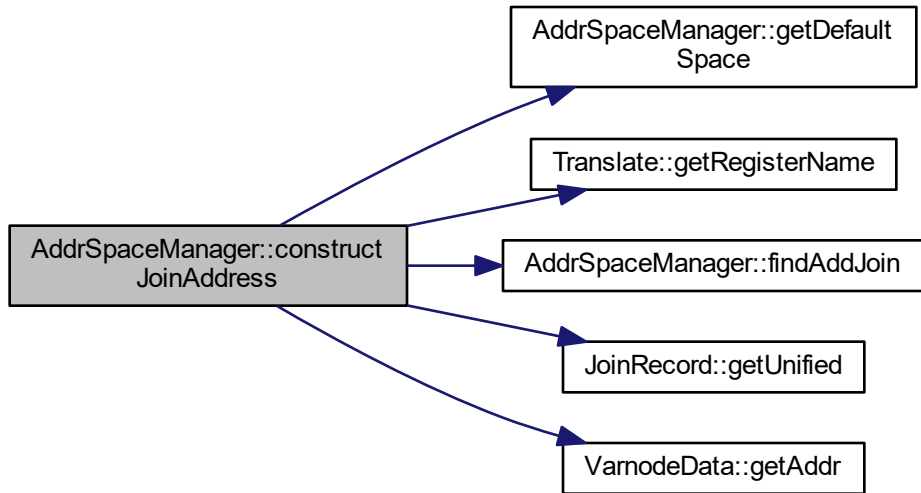 AddrSpaceManager::getDefault
Space
Translate::getRegisterName
AddrSpaceManager::construct
JoinAddress
AddrSpaceManager::findAddJoin
JoinRecord::getUnified
VarnodeData::getAddr